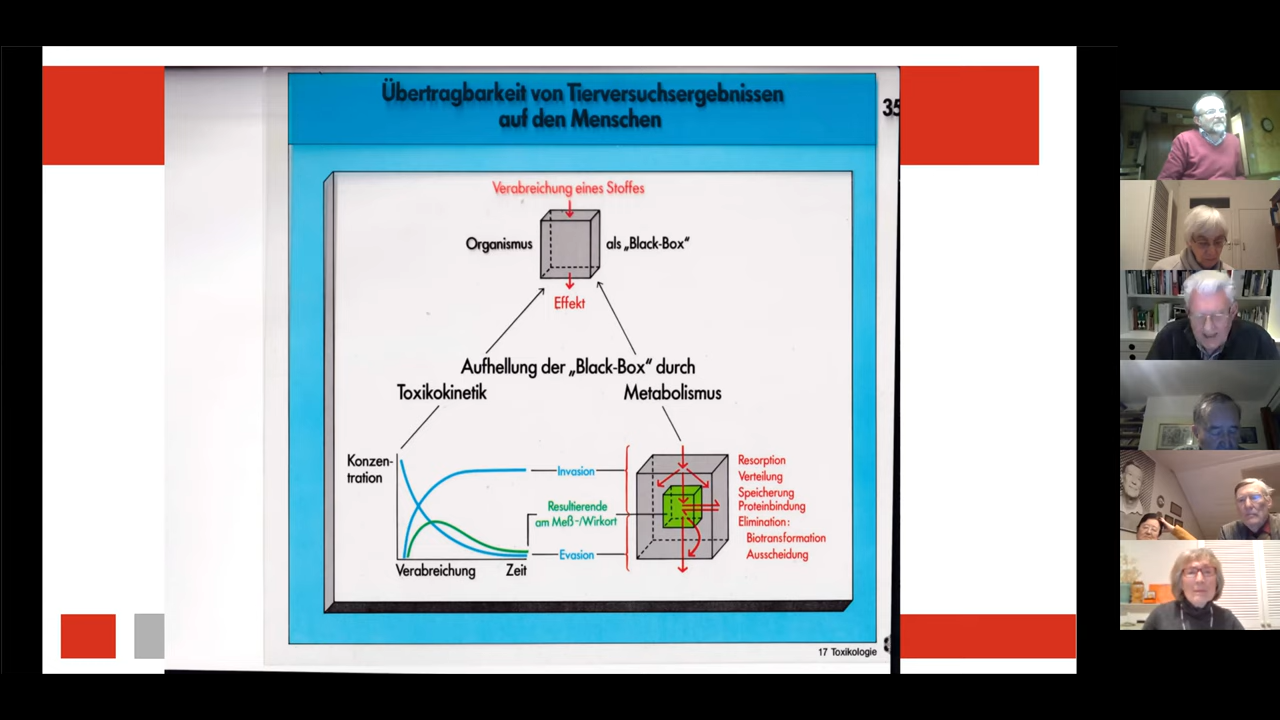 Übertragbarkeit von Tierversuchsergebnissen
auf den Menschen
35
Verabreichung eines Stoffes
Organismus
als „Black-Box“
Effekt
Aufhellung der „Black-Box“ durch
Toxikokinetik
Metabolismus
Konzen-
tration
Invasion
Resultierende
am Meß-/Wirkort
Evasion
Verabreichung
Zeit
Resorption
Verteilung
Speicherung
Proteinbindung
Elimination:
Biotransformation
Ausscheidung
17 Toxikologie